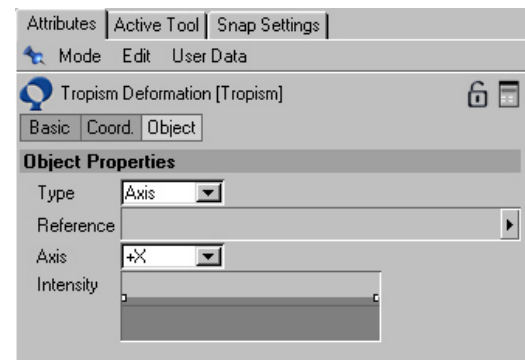 Attributes Active Tool Snap Settings
Mode Edit User Data
Tropism Deformation [Tropism]
Basic Coord. Object
Object Properties
Type Axis
Reference
Axis +X
Intensity